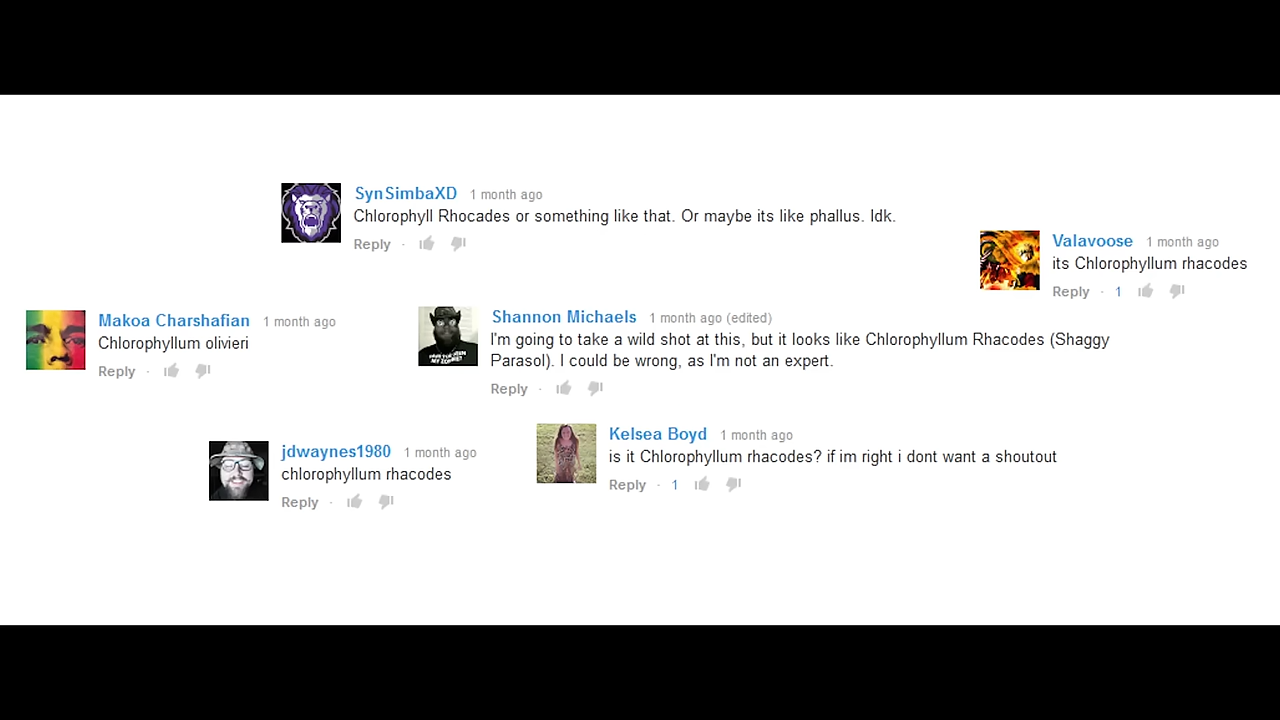 SynSimbaXD 1 month ago
Chlorophyll Rhocades or something like that. Or maybe its like phallus. Idk.
Reply ·
Valavoose 1 month ago
its Chlorophyllum rhacodes
Reply · 1
Makoa Charshafian 1 month ago
Chlorophyllum olivieri
Reply ·
Shannon Michaels 1 month ago (edited)
I'm going to take a wild shot at this, but it looks like Chlorophyllum Rhacodes (Shaggy
Parasol). I could be wrong, as I'm not an expert.
Reply ·
jdwaynes1980 1 month ago
chlorophyllum rhacodes
Reply ·
Kelsea Boyd 1 month ago
is it Chlorophyllum rhacodes? if im right i dont want a shoutout
Reply · 1